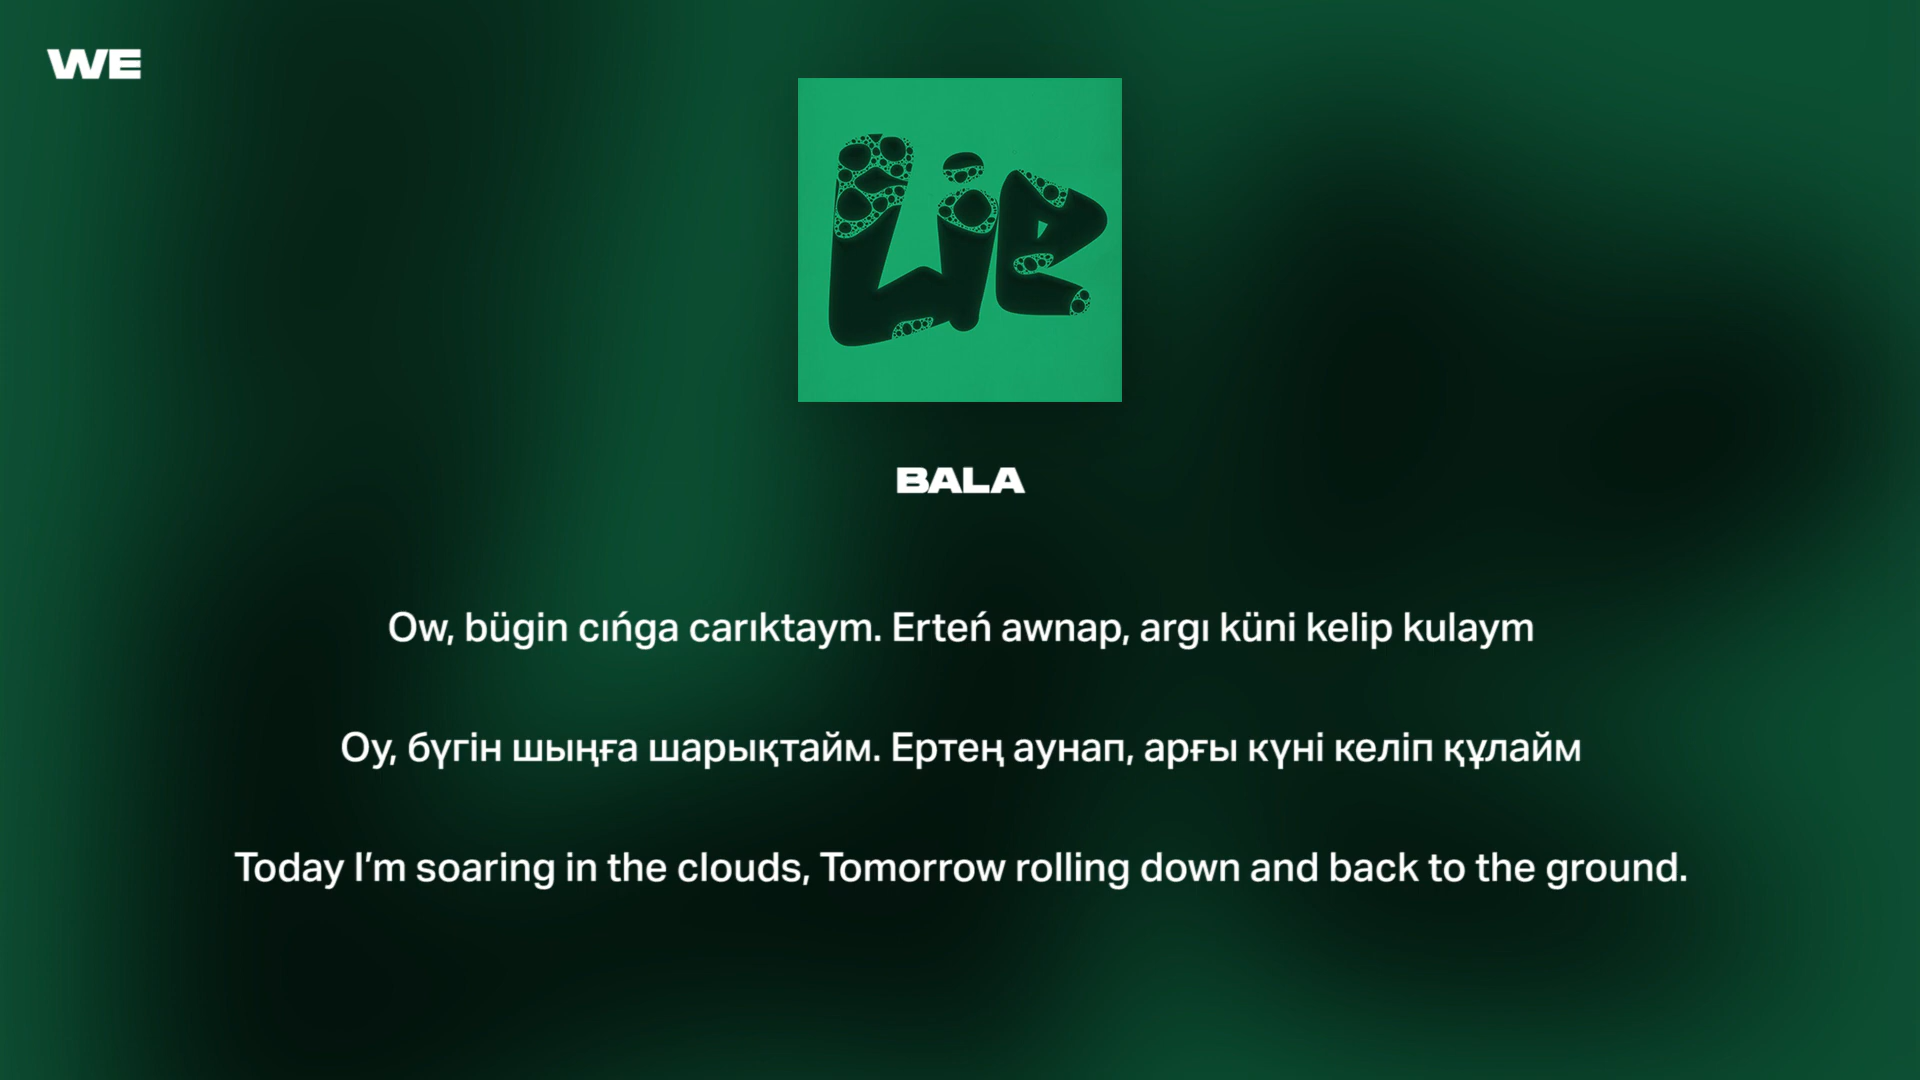 WE
We
BALA
Ow, bügin cıńga carıktaym. Erteń awnap, argı küni kelip kulaym
Оу, бүгін шыңға шарықтайм. Ертең аунап, арғы күні келіп құлайм
Today I’m soaring in the clouds, Tomorrow rolling down and back to the ground.